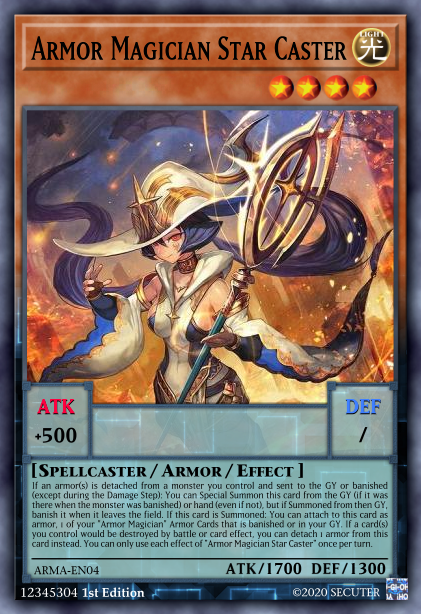 Armor Magician Star Caster
LIGHT
光
ATK
+500
DEF
/
[Spellcaster / Armor / Effect ]
If an armor(s) is detached from a monster you control and sent to the GY or banished
(except during the Damage Step): You can Special Summon this card from the GY (if it was
there when the monster was banished) or hand (even if not), but if Summoned from then GY,
banish it when it leaves the field. If this card is Summoned: You can attach to this card as
armor, 1 of your "Armor Magician" Armor Cards that is banished or in your GY. If a card(s)
you control would be destroyed by battle or card effect, you can detach 1 armor from this
card instead. You can only use each effect of "Armor Magician Star Caster" once per turn.
ARMA-EN04
ATK/1700 DEF/1300
12345304 1st Edition
©2020 SECUTER